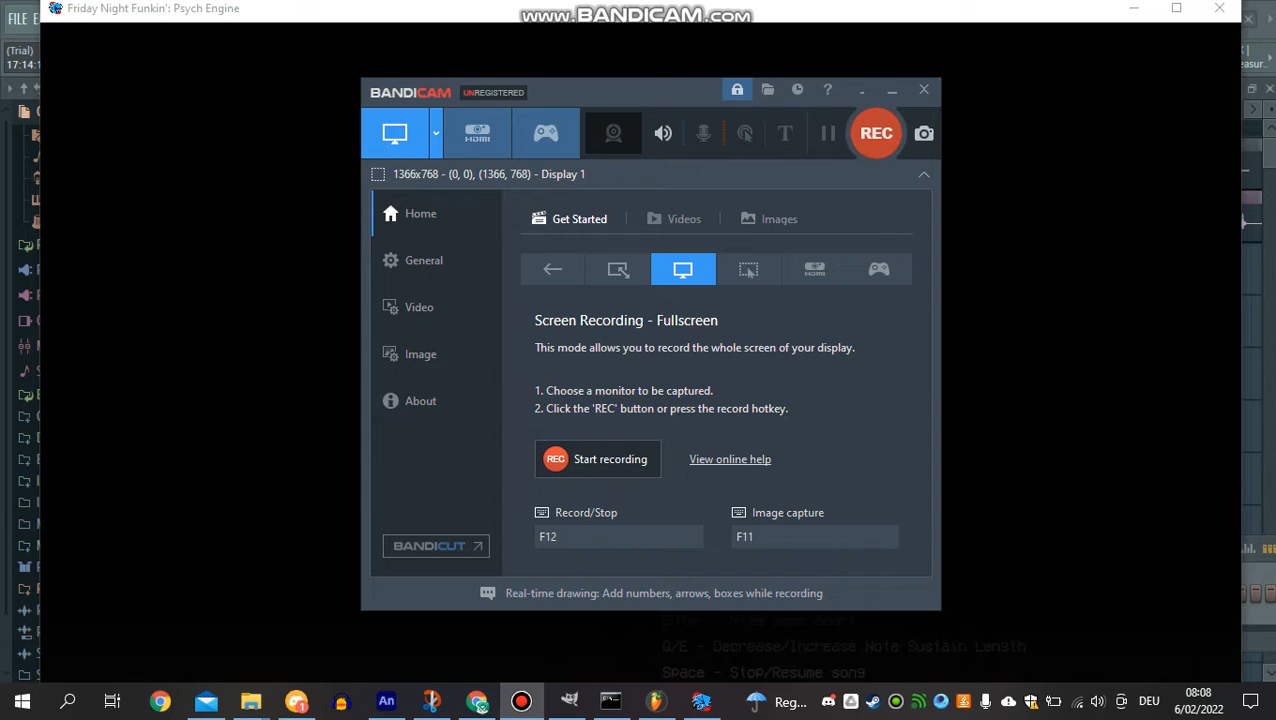 Friday Night Funkin': Psych Engine
www.BANDICAM.com
FILE E
(Trial)
17:14:1
BANDICAM
UNREGISTERED
HDMI
T
REC
1366x768 - (0, 0), (1366, 768) - Display 1
Home
Get Started
Videos
Images
General
HDMI
Video
Screen Recording - Fullscreen
This mode allows you to record the whole screen of your display.
Image
1. Choose a monitor to be captured.
2. Click the 'REC' button or press the record hotkey.
About
REC Start recording
View online help
Record/Stop
Image capture
F12
F11
BANDICUT
Real-time drawing: Add numbers, arrows, boxes while recording
Q/E - Decrease/Increase Note Sustain Length
Space - Stop/Resume song
An
1
Reg...
DEU
08:08
6/02/2022